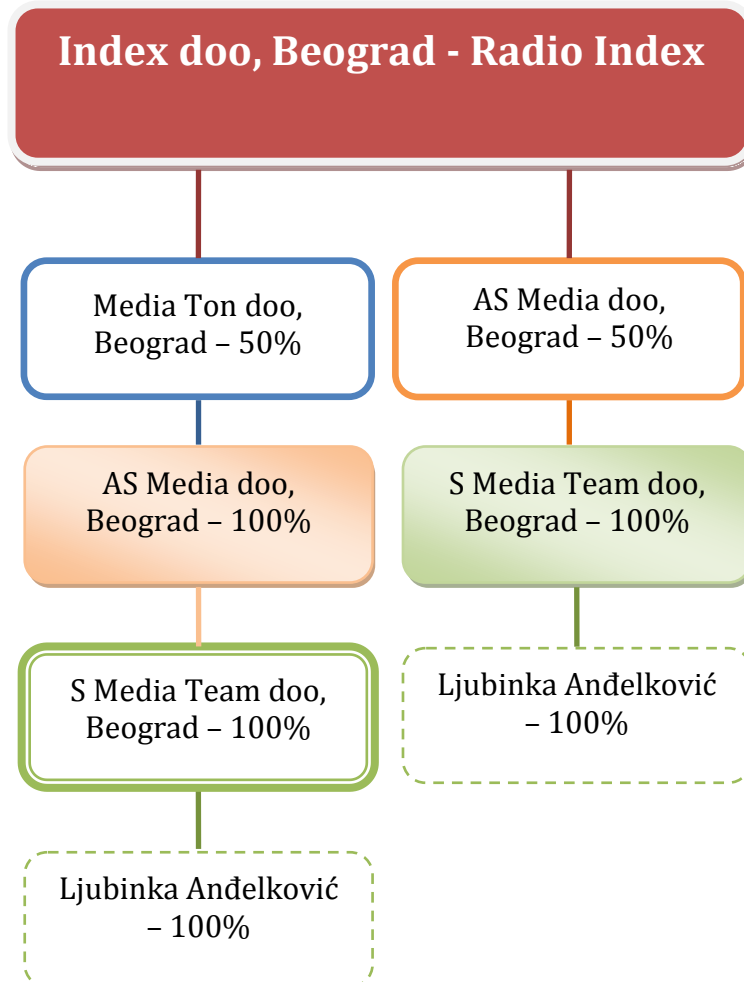 Index doo, Beograd - Radio Index
Media Ton doo,
Beograd – 50%
AS Media doo,
Beograd – 50%
AS Media doo,
Beograd – 100%
S Media Team doo,
Beograd – 100%
S Media Team doo,
Beograd – 100%
Ljubinka Anđelković
– 100%
Ljubinka Anđelković
– 100%